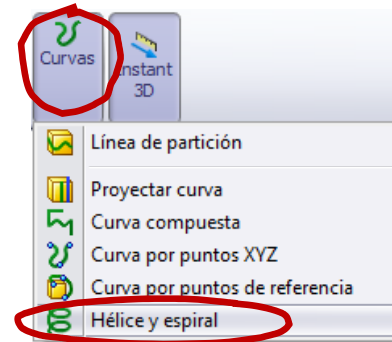 Curvas
Instant
3D
Línea de partición
Proyectar curva
Curva compuesta
Curva por puntos XYZ
Curva por puntos de referencia
Hélice y espiral